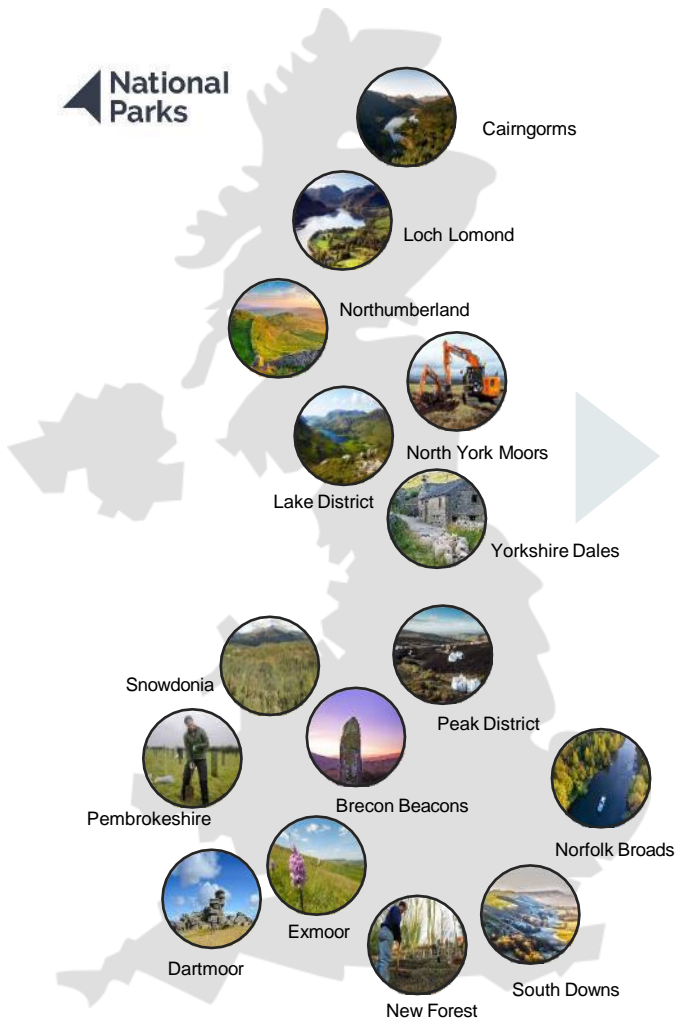 National
Parks
Cairngorms
Loch Lomond
Northumberland
North York Moors
Lake District
Yorkshire Dales
Snowdonia
Peak District
Pembrokeshire
Brecon Beacons
Norfolk Broads
Exmoor
Dartmoor
South Downs
New Forest